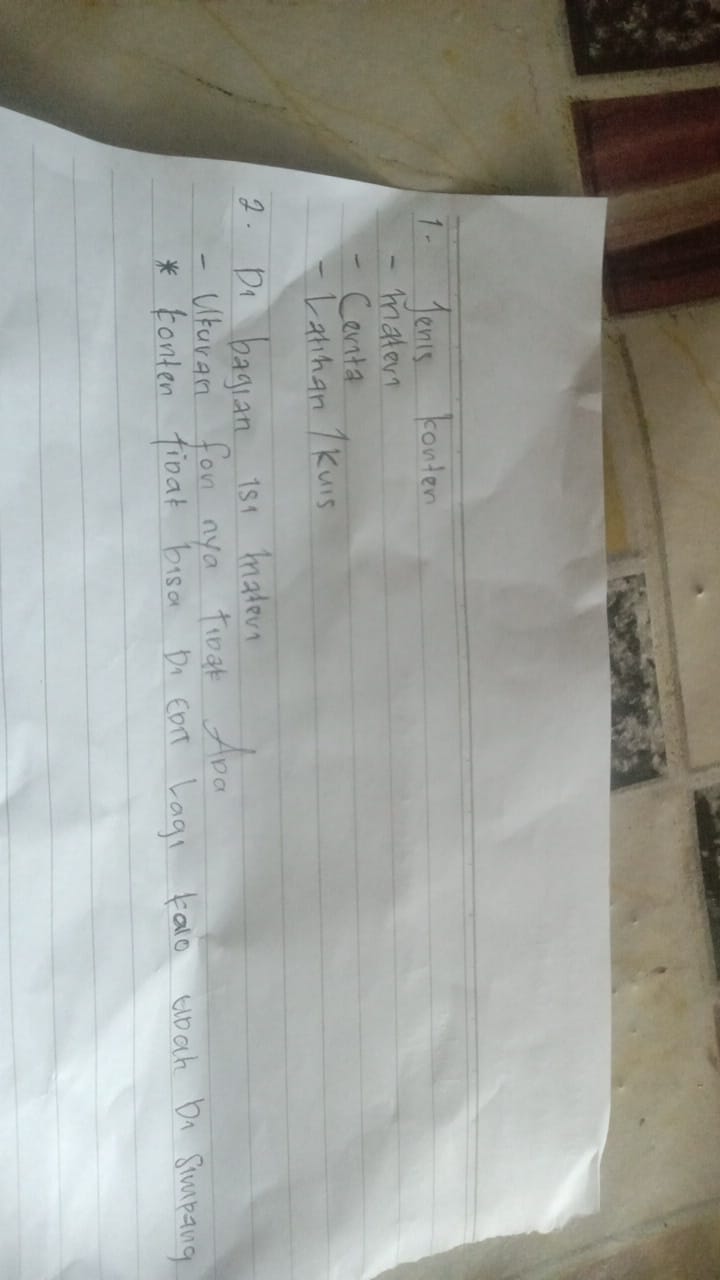 1. Jenis konten
- Materi
- Cerita
- Latihan / Kuis
2. Di bagian isi Materi
- Ukuran fon nya tidak Ada
* konten tidak bisa Di EDIT Lagi kalo udah Di Simpang